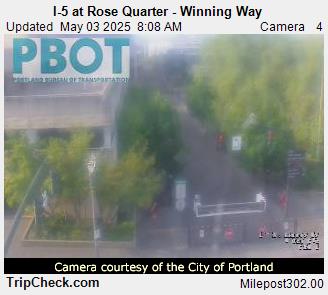 I-5 at Rose Quarter - Winning Way
Updated May 03 2025 8:08 AM Camera 4
PBOT
PORTLAND BUREAU OF TRANSPORTATION
Camera courtesy of the City of Portland
TripCheck.com Milepost302.00